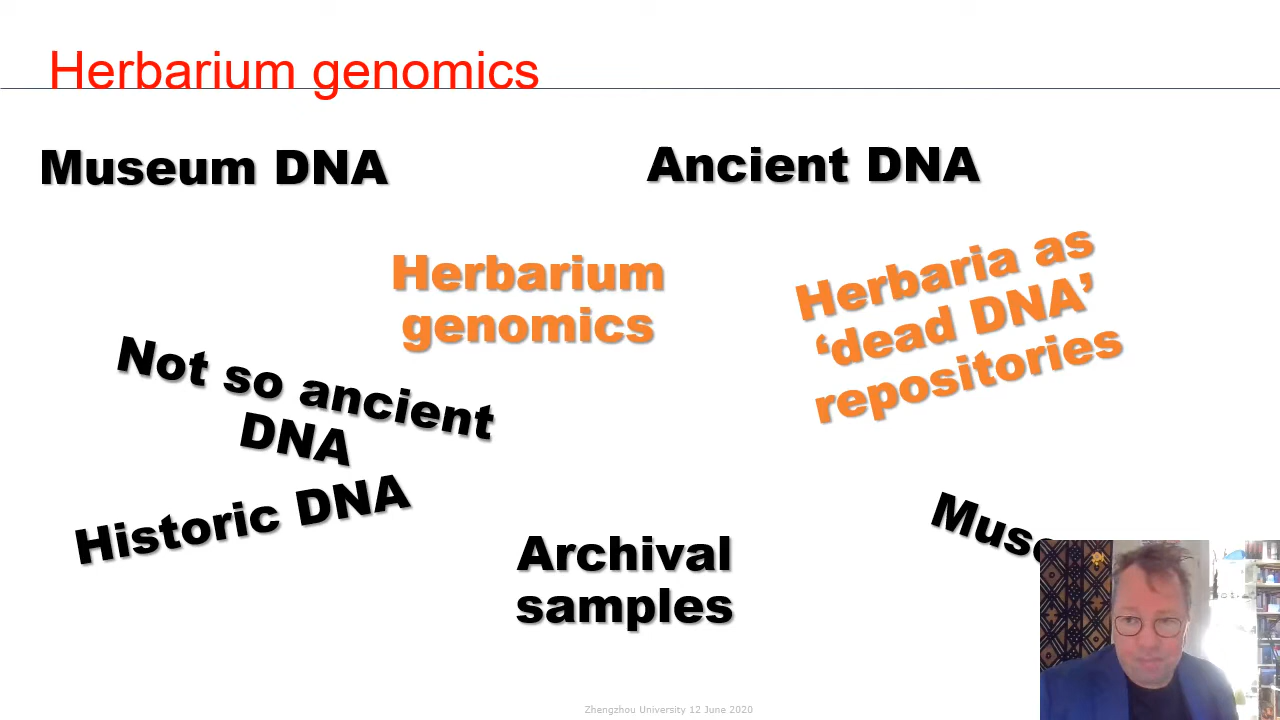 Herbarium genomics
Museum DNA
Ancient DNA
Herbarium
genomics
Herbaria as
‘dead DNA’
repositories
Not so ancient
DNA
Historic DNA
Archival
samples
Zhengzhou University 12 June 2020